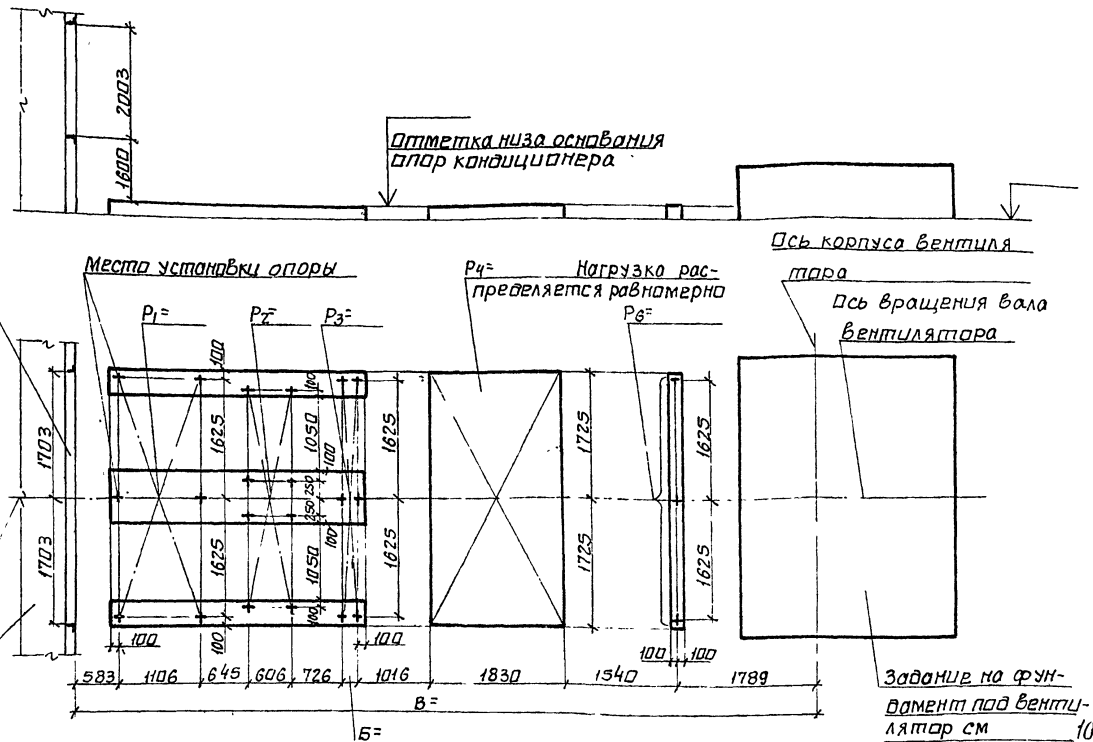 2003
1600
Отметка низа основания
опор кондиционера
Место установки опоры
P1=
P2=
P3=
P4= Нагрузка рас-
пределяется равномерно
P6=
Ось корпуса вентиля
тора
Ось вращения вала
вентилятора
1703
1703
100
1625
1625
100
100
1050
100
250
250
100
1050
100
1625
1625
1725
1725
1625
1625
100
100
100 100
583 1106 645 606 726 1016 1830 1540 1789
В=
Б=
Задание на фун-
дамент под венти-
лятор см 10